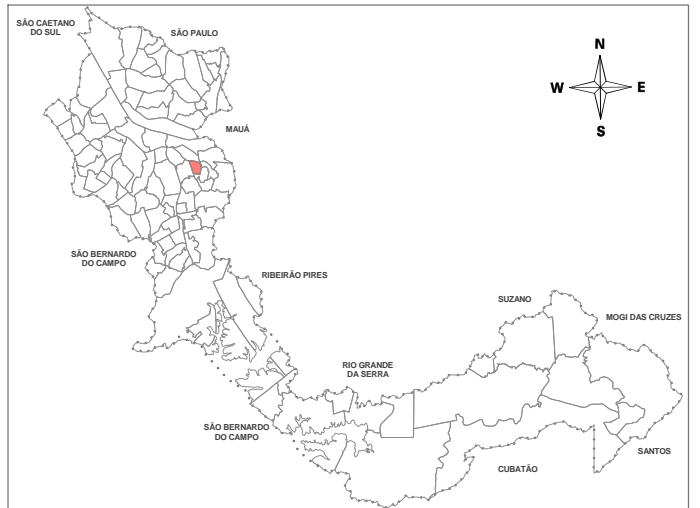 SÃO CAETANO
DO SUL
SÃO PAULO
N
W
E
S
MAUÁ
SÃO BERNARDO
DO CAMPO
RIBEIRÃO PIRES
SUZANO
MOGI DAS CRUZES
RIO GRANDE
DA SERRA
SÃO BERNARDO
DO CAMPO
SANTOS
CUBATÃO